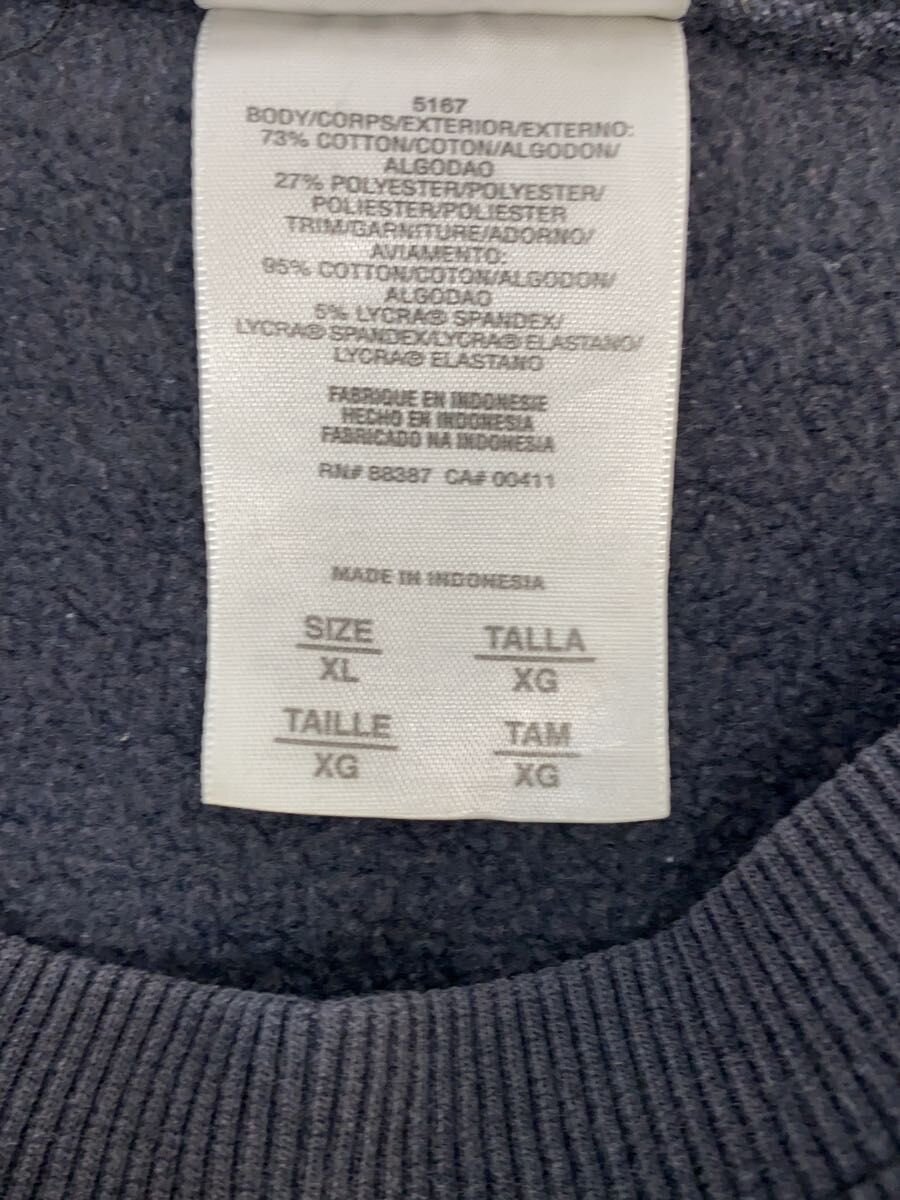 5167
BODY/CORPS/EXTERIOR/EXTERNO:
73% COTTON/COTON/ALGODON/
ALGODAO
27% POLYESTER/POLYESTER/
POLIESTER/POLIESTER
TRIM/GARNITURE/ADORNO/
AVIAMENTO:
95% COTTON/COTON/ALGODON/
ALGODAO
5% LYCRA® SPANDEX/
LYCRA® SPANDEX/LYCRA® ELASTANO/
LYCRA® ELASTANO
FABRIQUE EN INDONESIE
HECHO EN INDONESIA
FABRICADO NA INDONESIA
RN# 88387 CA# 00411
MADE IN INDONESIA
SIZE TALLA
XL XG
TAILLE TAM
XG XG